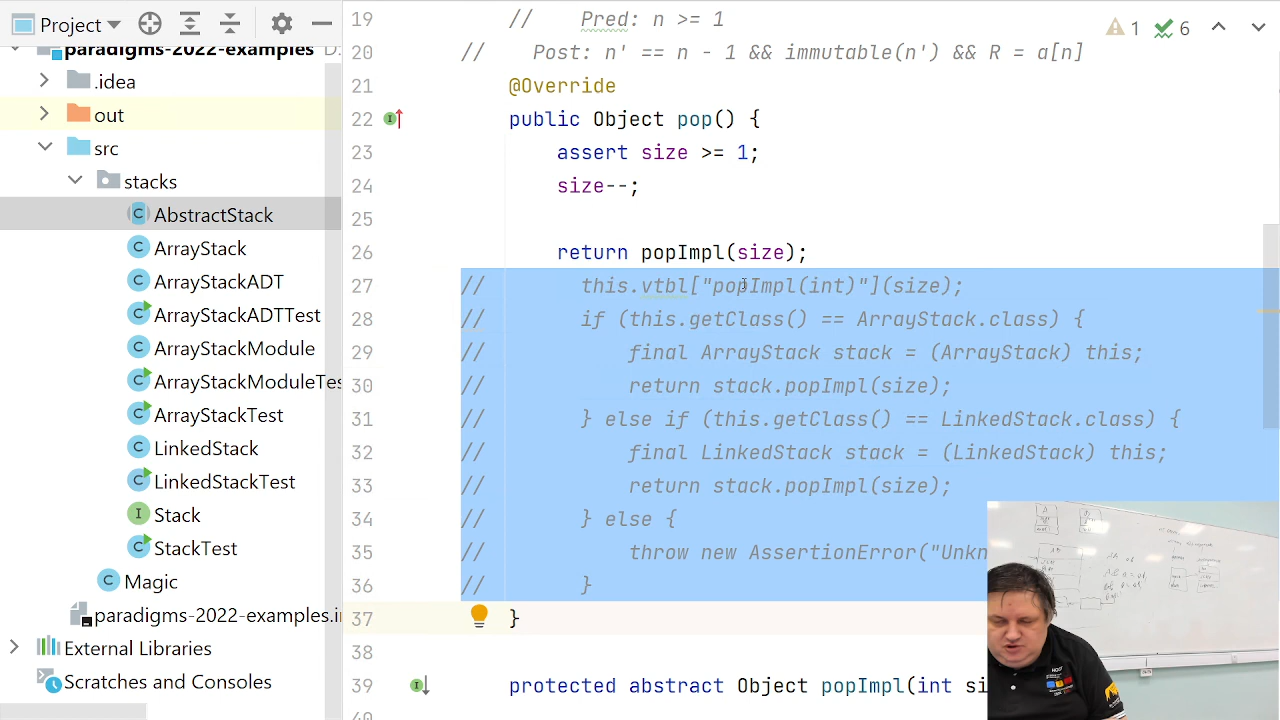 Project
1 6
paradigms-2022-examples
.idea
out
src
stacks
AbstractStack
ArrayStack
ArrayStackADT
ArrayStackADTTest
ArrayStackModule
ArrayStackModuleTes
ArrayStackTest
LinkedStack
LinkedStackTest
Stack
StackTest
Magic
paradigms-2022-examples.i
External Libraries
Scratches and Consoles
19 // Pred: n >= 1
20 // Post: n' == n - 1 && immutable(n') && R = a[n]
21 @Override
22 public Object pop() {
23 assert size >= 1;
24 size--;
25
26 return popImpl(size);
27 // this.vtbl["popImpl(int)"](size);
28 // if (this.getClass() == ArrayStack.class) {
29 // final ArrayStack stack = (ArrayStack) this;
30 // return stack.popImpl(size);
31 // } else if (this.getClass() == LinkedStack.class) {
32 // final LinkedStack stack = (LinkedStack) this;
33 // return stack.popImpl(size);
34 // } else {
35 // throw new AssertionError("Unkn
36 // }
37 }
38
39 protected abstract Object popImpl(int si